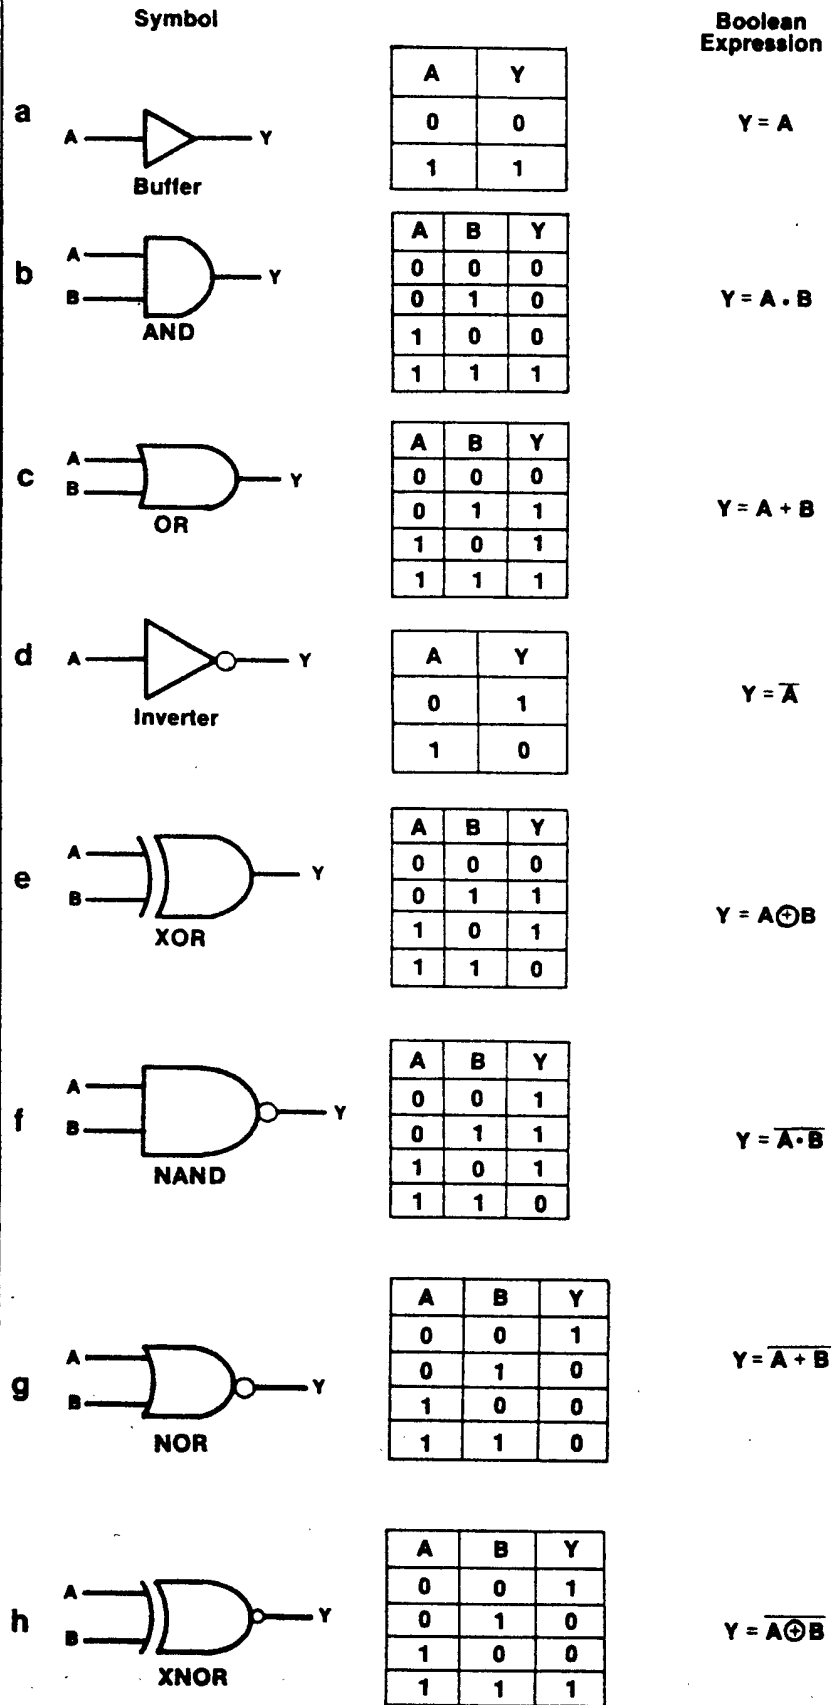 Symbol
Boolean
Expression
a
A
Y
Buffer
A Y
0 0
1 1
Y = A
b
A
B
Y
AND
A B Y
0 0 0
0 1 0
1 0 0
1 1 1
Y = A • B
c
A
B
Y
OR
A B Y
0 0 0
0 1 1
1 0 1
1 1 1
Y = A + B
d
A
Y
Inverter
A Y
0 1
1 0
Y = A̅
e
A
B
Y
XOR
A B Y
0 0 0
0 1 1
1 0 1
1 1 0
Y = A⊕B
f
A
B
Y
NAND
A B Y
0 0 1
0 1 1
1 0 1
1 1 0
Y = A̅•̅B̅
g
A
B
Y
NOR
A B Y
0 0 1
0 1 0
1 0 0
1 1 0
Y = A̅ ̅+̅ ̅B̅
h
A
B
Y
XNOR
A B Y
0 0 1
0 1 0
1 0 0
1 1 1
Y = A̅⊕̅B̅